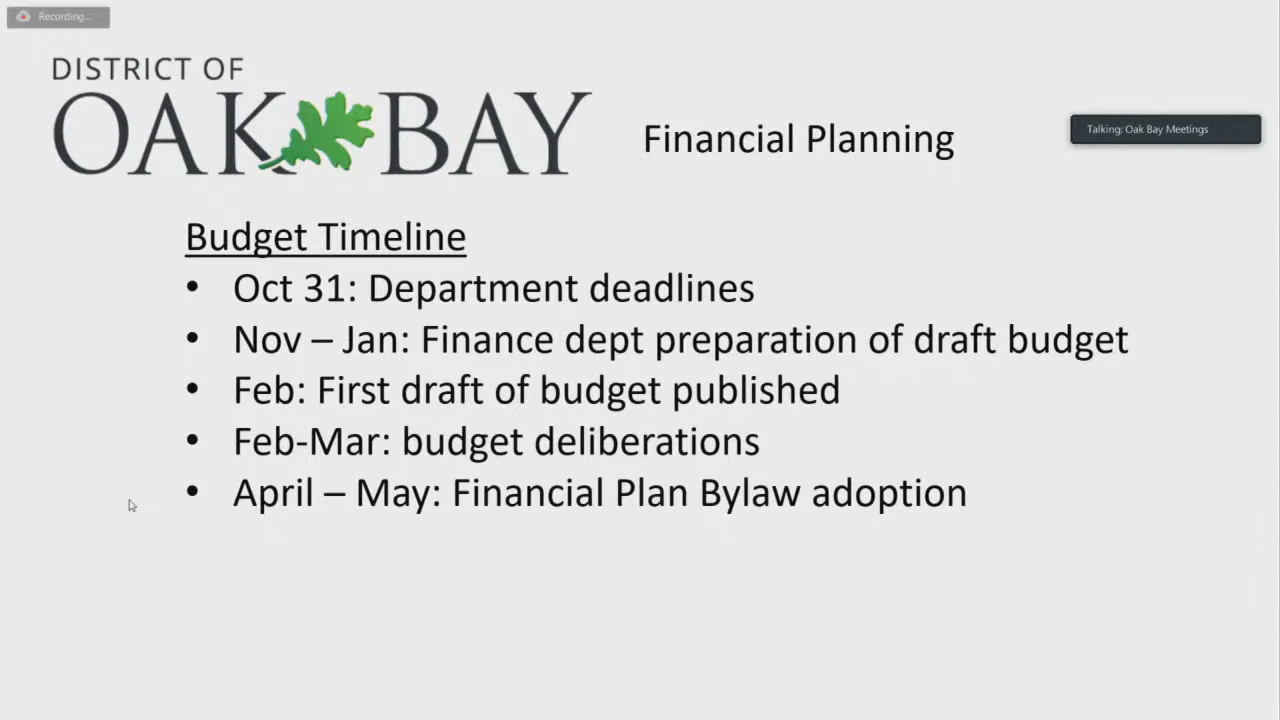 Recording...
DISTRICT OF
OAK BAY
Financial Planning
Talking: Oak Bay Meetings
Budget Timeline
• Oct 31: Department deadlines
• Nov – Jan: Finance dept preparation of draft budget
• Feb: First draft of budget published
• Feb-Mar: budget deliberations
• April – May: Financial Plan Bylaw adoption